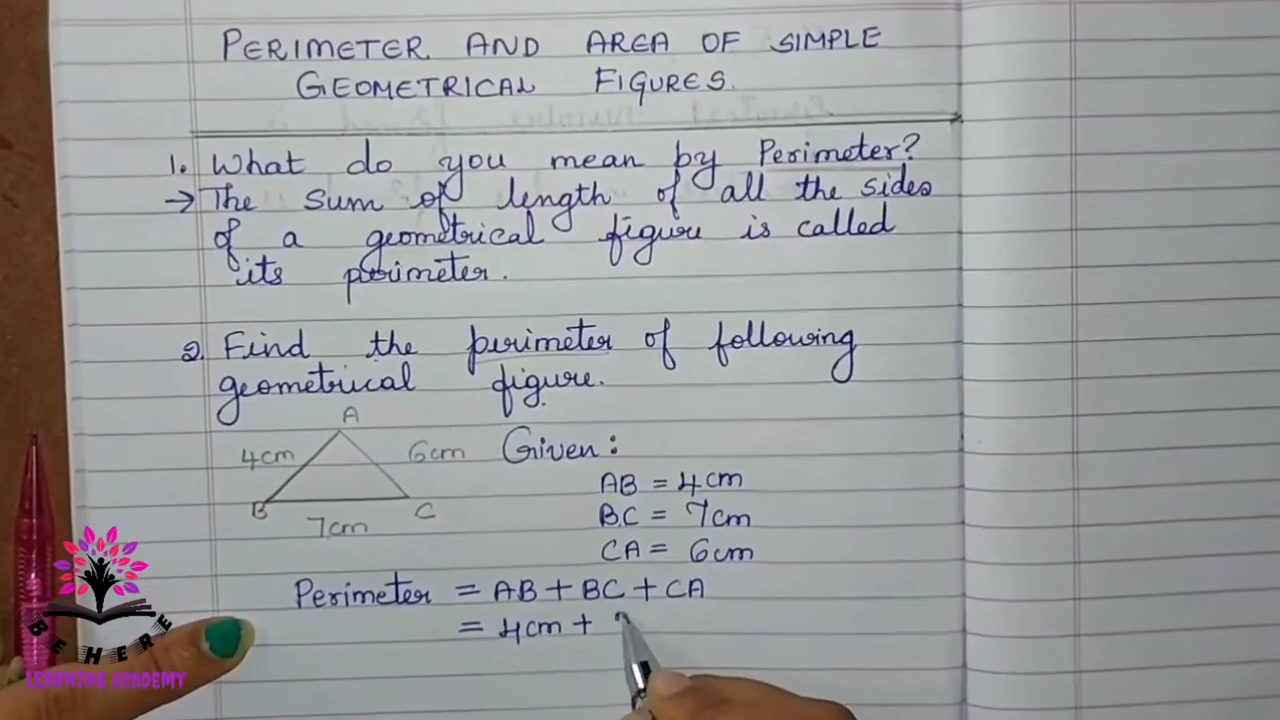 PERIMETER AND AREA OF SIMPLE
GEOMETRICAL FIGURES.
1. What do you mean by Perimeter?
→ The sum of length of all the sides
of a geometrical figure is called
its perimeter.
2. Find the perimeter of following
geometrical figure.
A
4cm
6cm
B
C
7cm
Given:
AB = 4cm
BC = 7cm
CA = 6cm
Perimeter = AB + BC + CA
= 4cm +
BEHERE
LEARNING ACADEMY